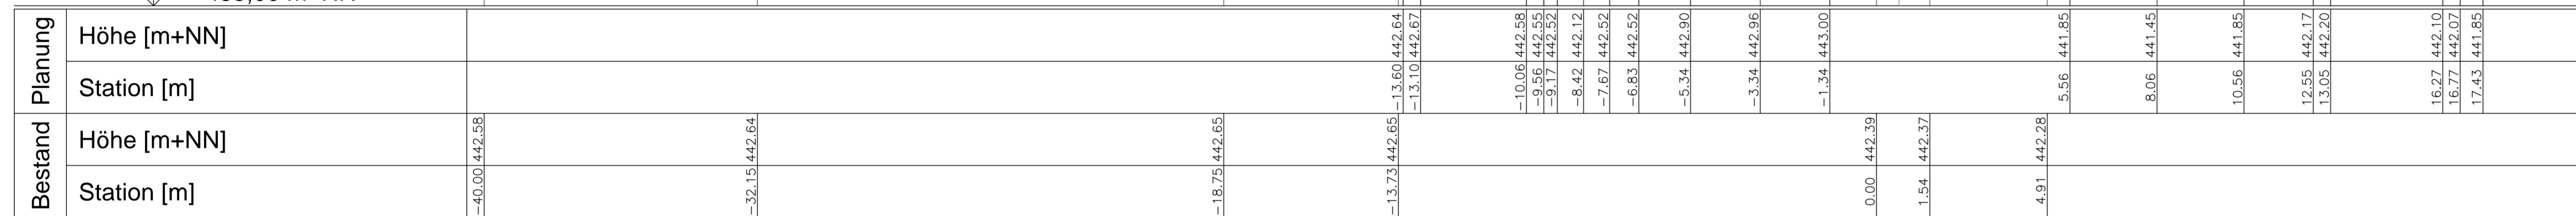 Planung
Höhe [m+NN] 442.64 442.67 442.58 442.55 442.52 442.12 442.52 442.52 442.90 442.96 443.00 441.85 441.45 441.85 442.17 442.20 442.10 442.07 441.85
Station [m] -13.60 -13.10 -10.06 -9.56 -9.17 -8.42 -7.67 -6.83 -5.34 -3.34 -1.34 5.56 8.06 10.56 12.55 13.05 16.27 16.77 17.43
Bestand
Höhe [m+NN] 442.58 442.64 442.65 442.65 442.39 442.37 442.28
Station [m] -40.00 -32.15 -18.75 -13.73 0.00 1.54 4.91